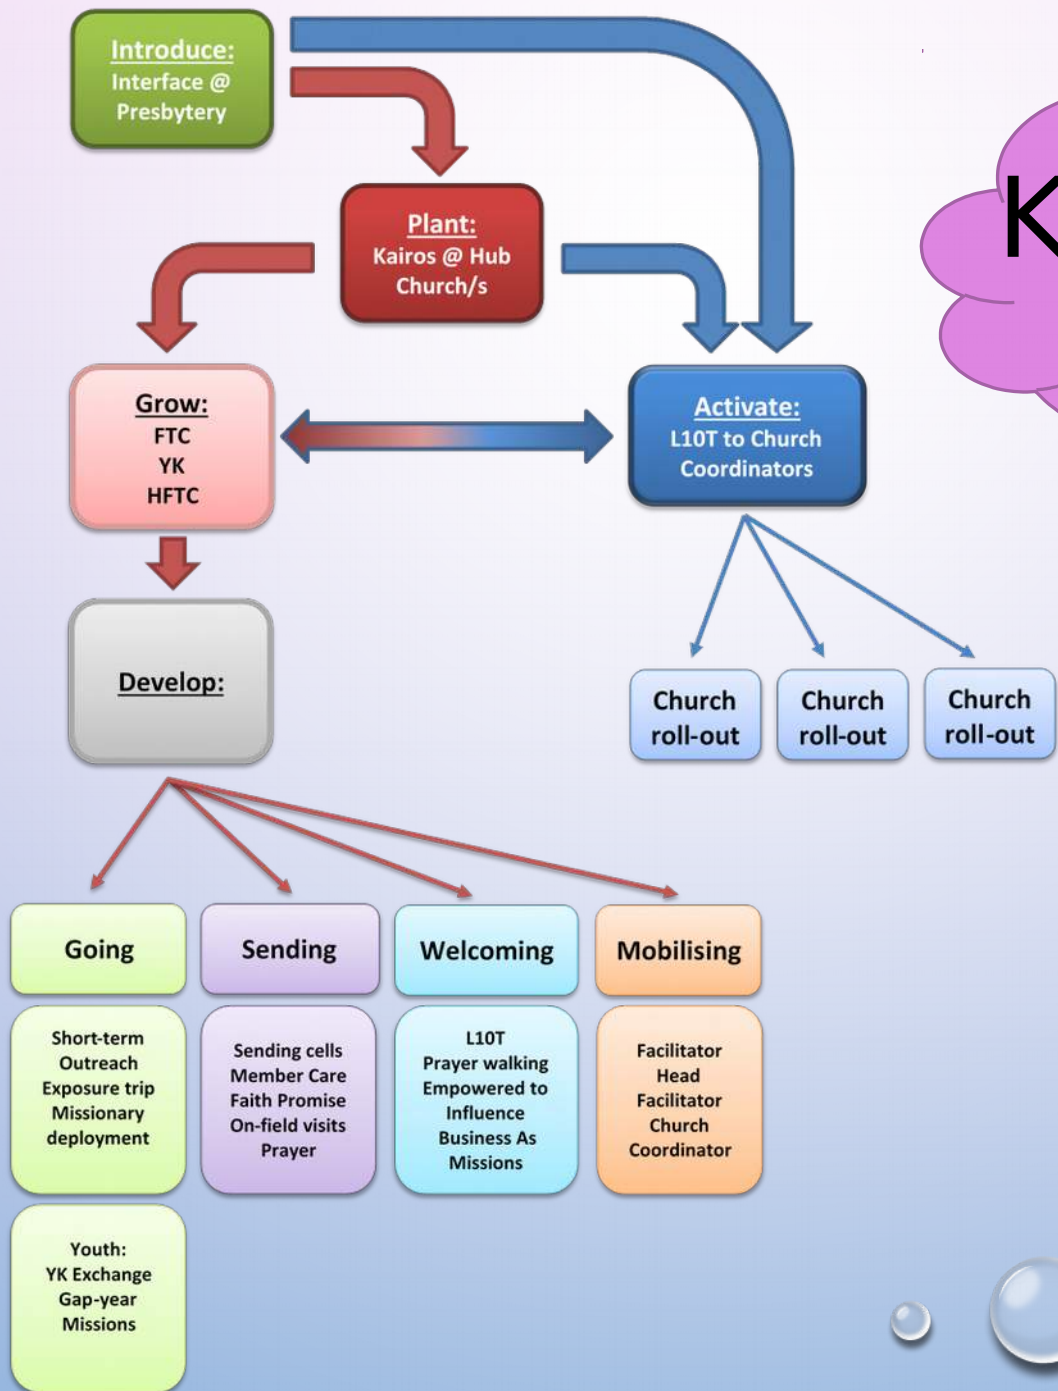 Introduce:
Interface @
Presbytery
Plant:
Kairos @ Hub
Church/s
Grow:
FTC
YK
HFTC
Activate:
L10T to Church
Coordinators
Develop:
Church
roll-out
Church
roll-out
Church
roll-out
Going
Sending
Welcoming
Mobilising
Short-term
Outreach
Exposure trip
Missionary
deployment
Sending cells
Member Care
Faith Promise
On-field visits
Prayer
L10T
Prayer walking
Empowered to
Influence
Business As
Missions
Facilitator
Head
Facilitator
Church
Coordinator
Youth:
YK Exchange
Gap-year
Missions